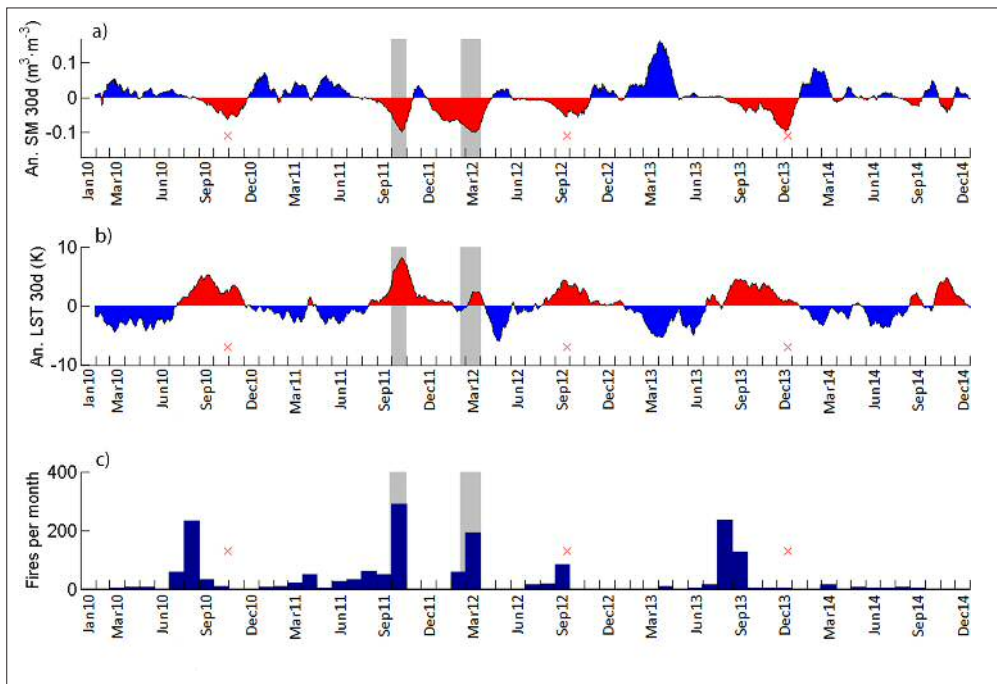 a)
An. SM 30d (m³·m⁻³)
0.1
0
-0.1
Jan10 Mar10 Jun10 Sep10 Dec10 Mar11 Jun11 Sep11 Dec11 Mar12 Jun12 Sep12 Dec12 Mar13 Jun13 Sep13 Dec13 Mar14 Jun14 Sep14 Dec14
b)
An. LST 30d (K)
10
0
-10
Jan10 Mar10 Jun10 Sep10 Dec10 Mar11 Jun11 Sep11 Dec11 Mar12 Jun12 Sep12 Dec12 Mar13 Jun13 Sep13 Dec13 Mar14 Jun14 Sep14 Dec14
c)
Fires per month
400
200
0
Jan10 Mar10 Jun10 Sep10 Dec10 Mar11 Jun11 Sep11 Dec11 Mar12 Jun12 Sep12 Dec12 Mar13 Jun13 Sep13 Dec13 Mar14 Jun14 Sep14 Dec14